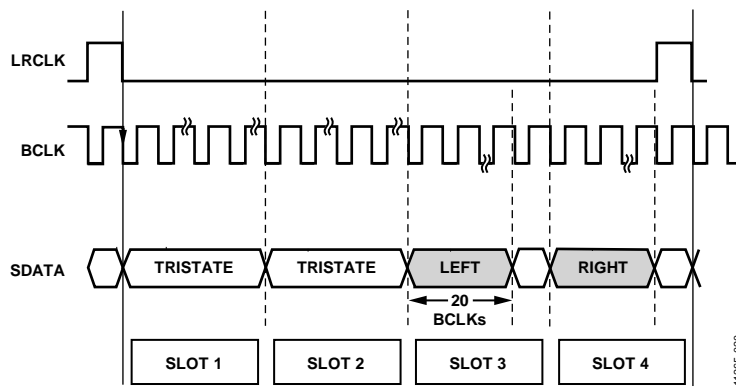 LRCLK
BCLK
SDATA
TRISTATE
TRISTATE
LEFT
RIGHT
20
BCLKs
SLOT 1
SLOT 2
SLOT 3
SLOT 4